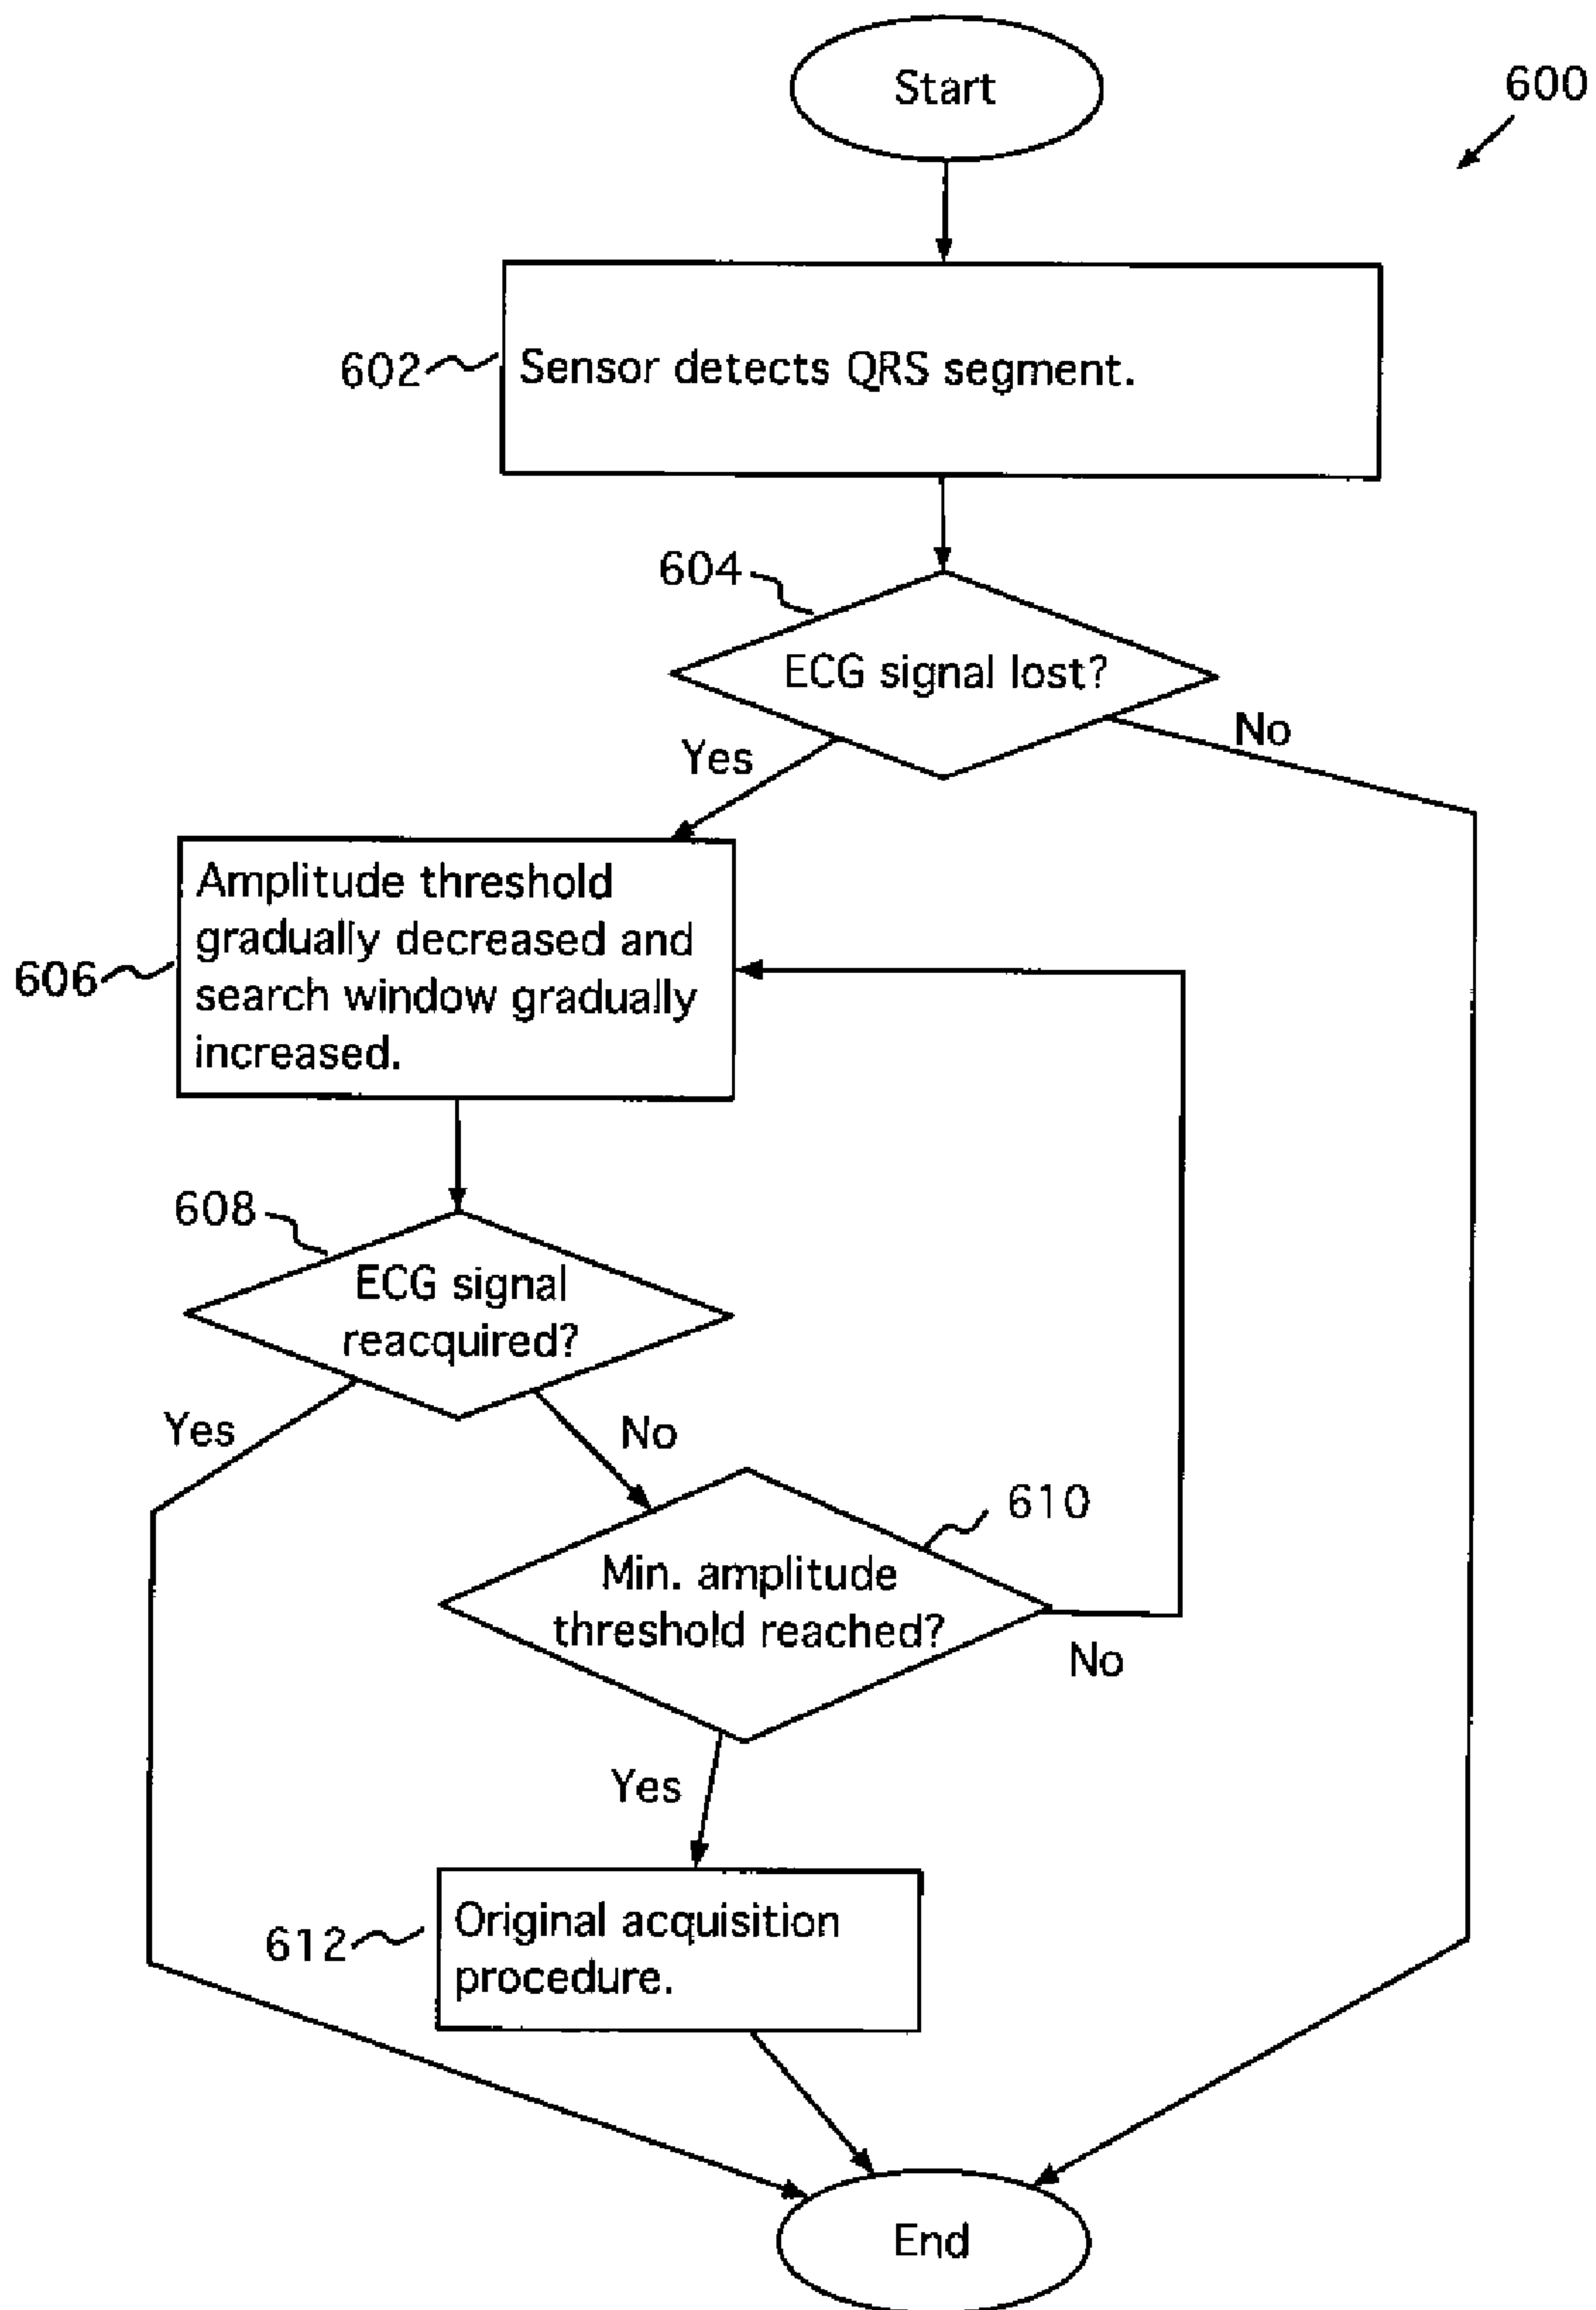 Start
600
602
Sensor detects QRS segment.
604
ECG signal lost?
No
Yes
Amplitude threshold
gradually decreased and
search window gradually
increased.
606
608
ECG signal
reacquired?
Yes
No
610
Min. amplitude
threshold reached?
No
Yes
612
Original acquisition
procedure.
End